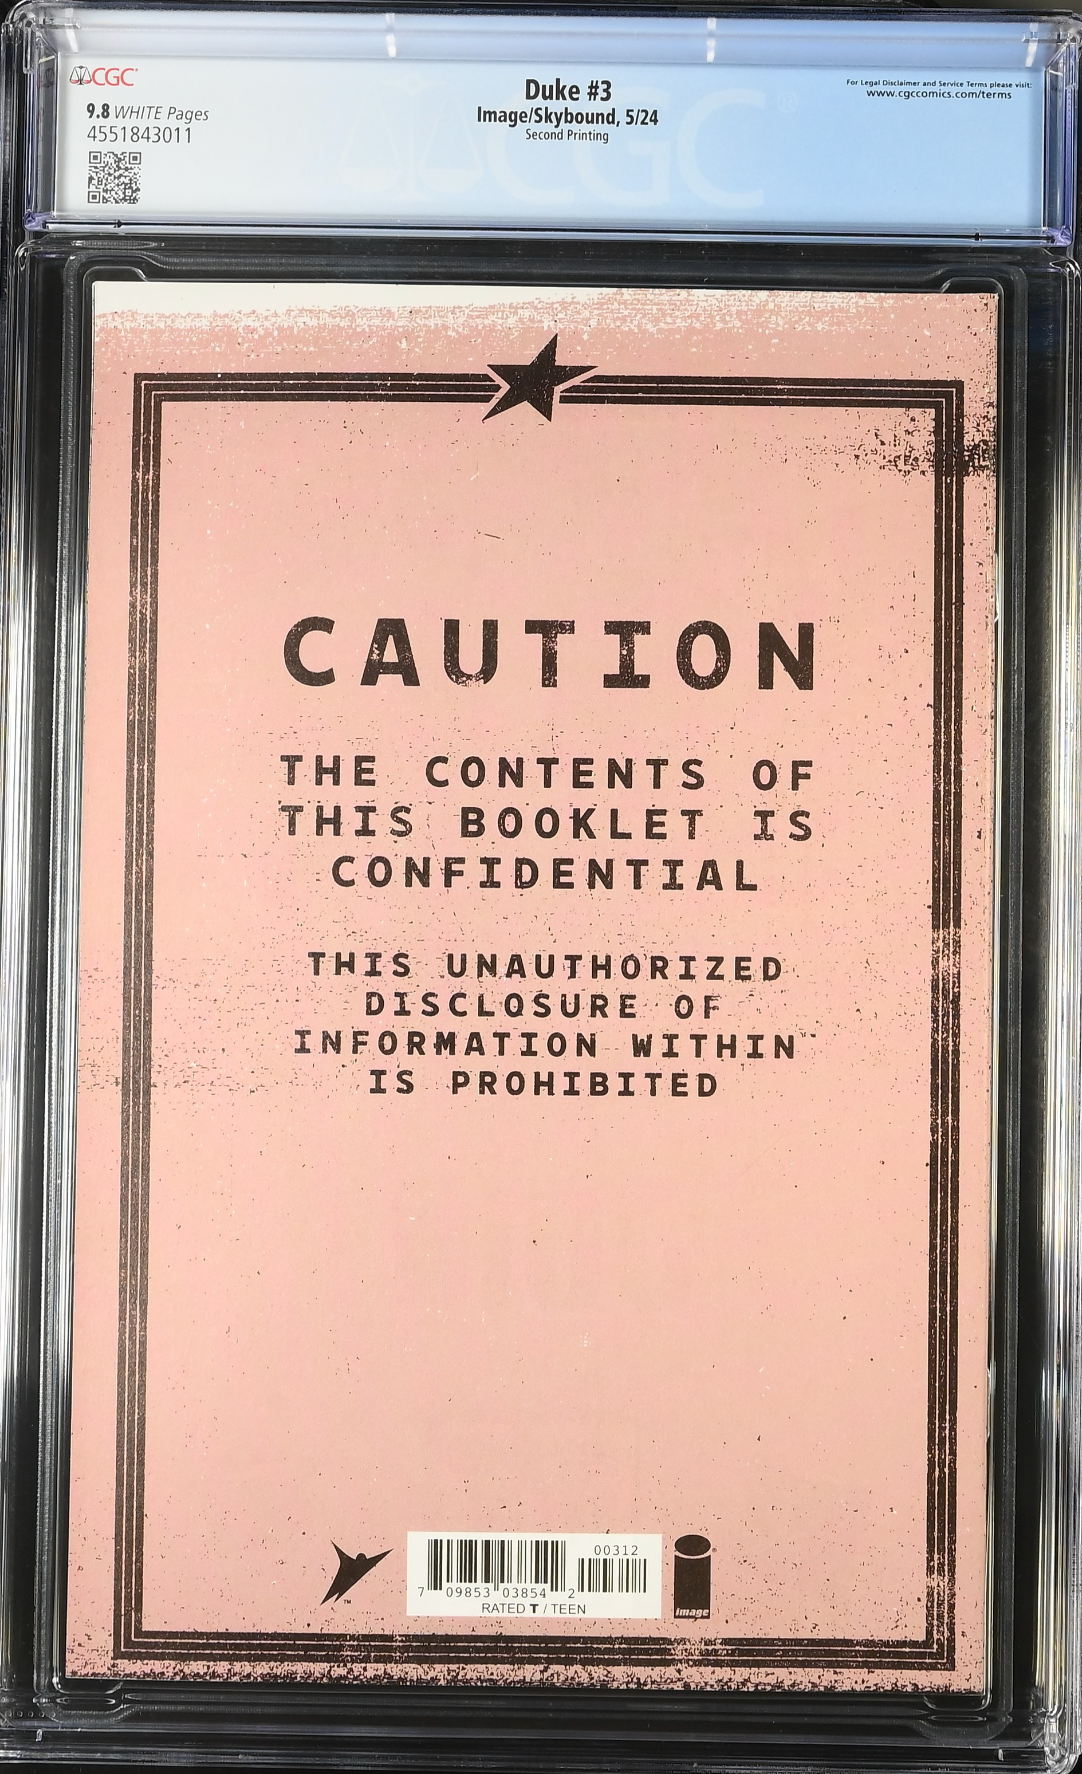 CGC
9.8 WHITE Pages
4551843011
Duke #3
Image/Skybound, 5/24
Second Printing
For Legal Disclaimer and Service Terms please visit:
www.cgccomics.com/terms
CGC®
CAUTION
THE CONTENTS OF
THIS BOOKLET IS
CONFIDENTIAL
THIS UNAUTHORIZED
DISCLOSURE OF
INFORMATION WITHIN
IS PROHIBITED
TM
00312
7 09853 03854 2
RATED T / TEEN
image